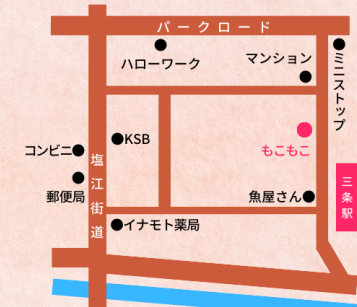 パークロード
ハローワーク
マンション
ミニストップ
KSB
コンビニ
塩江街道
もこもこ
三条駅
郵便局
魚屋さん
イナモト薬局